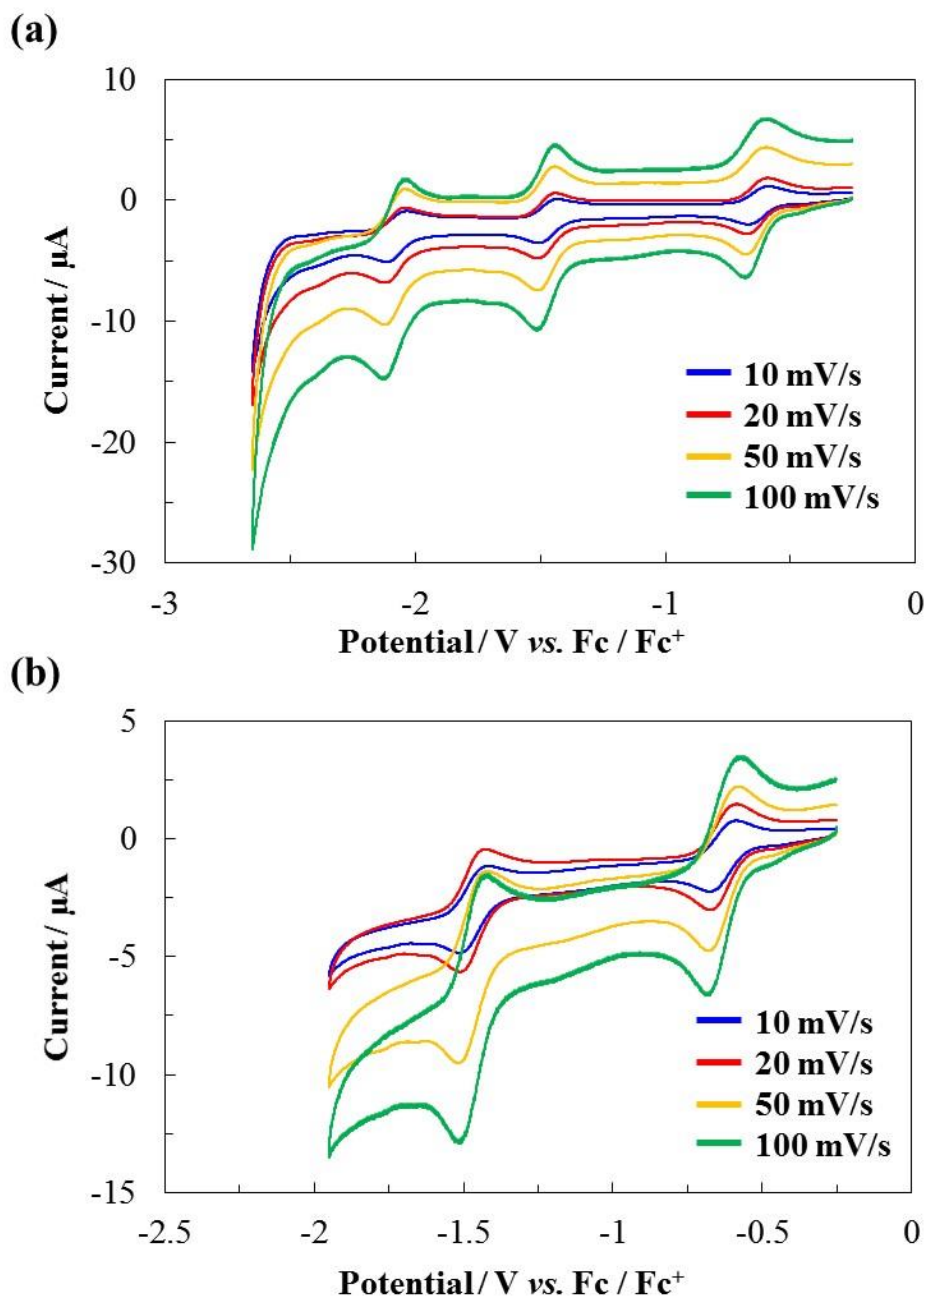 (a)
10
0
-10
-20
-30
Current / µA
10 mV/s
20 mV/s
50 mV/s
100 mV/s
-3
-2
-1
0
Potential / V vs. Fc / Fc⁺
(b)
5
0
-5
-10
-15
Current / µA
10 mV/s
20 mV/s
50 mV/s
100 mV/s
-2.5
-2
-1.5
-1
-0.5
0
Potential / V vs. Fc / Fc⁺